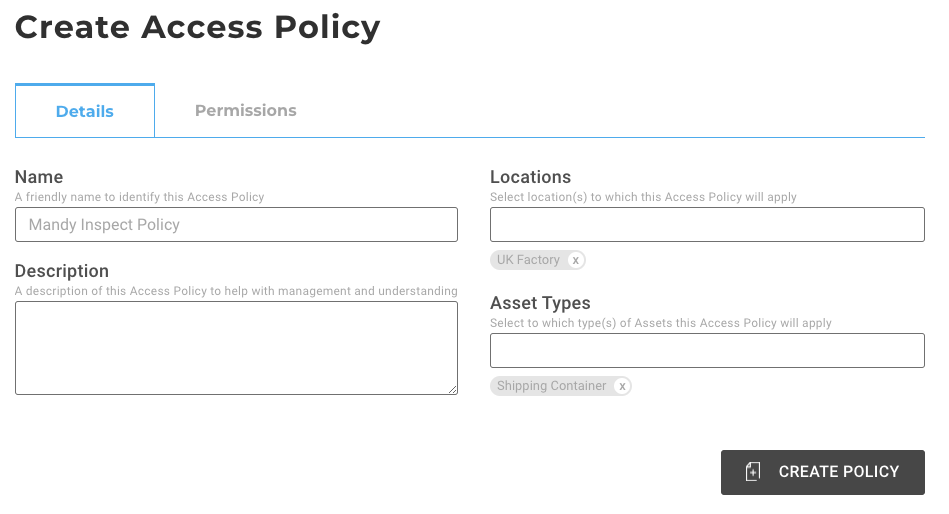 Create Access Policy
Details
Permissions
Name
A friendly name to identify this Access Policy
Mandy Inspect Policy
Description
A description of this Access Policy to help with management and understanding
Locations
Select location(s) to which this Access Policy will apply
UK Factory x
Asset Types
Select to which type(s) of Assets this Access Policy will apply
Shipping Container x
CREATE POLICY